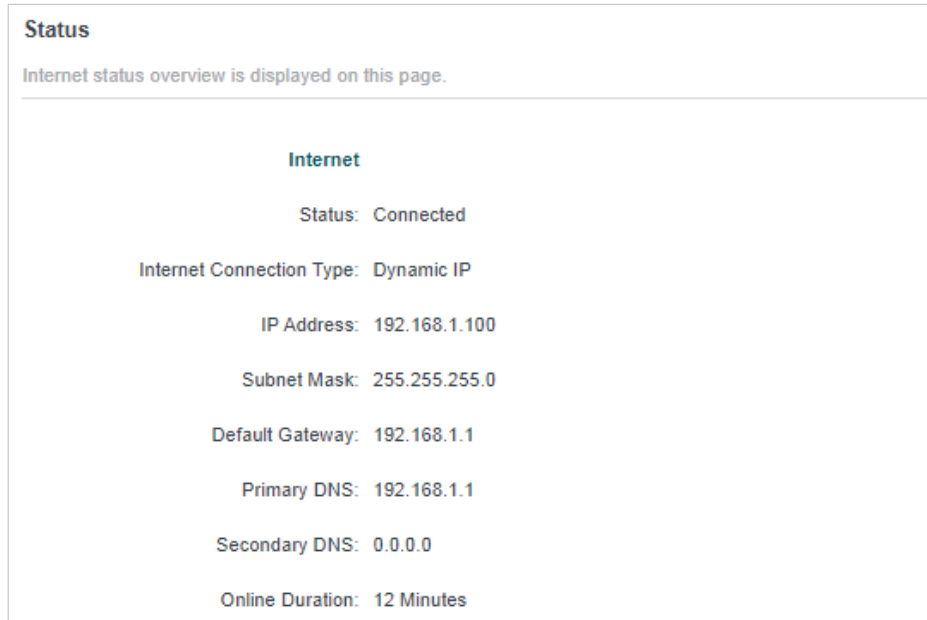 Status
Internet status overview is displayed on this page.
Internet
Status: Connected
Internet Connection Type: Dynamic IP
IP Address: 192.168.1.100
Subnet Mask: 255.255.255.0
Default Gateway: 192.168.1.1
Primary DNS: 192.168.1.1
Secondary DNS: 0.0.0.0
Online Duration: 12 Minutes